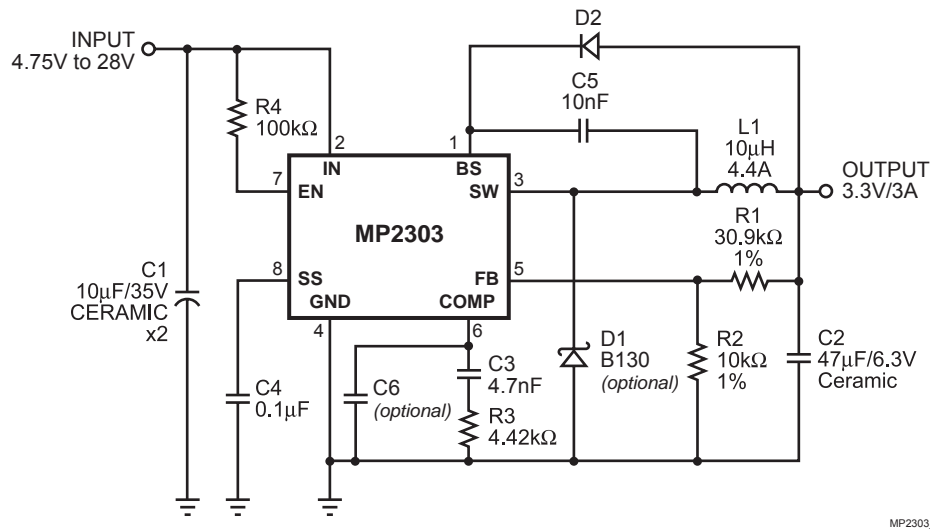 D2
INPUT
4.75V to 28V
C5
10nF
R4
100kΩ
L1
10μH
4.4A
2
1
IN
BS
OUTPUT
3.3V/3A
7
EN
SW
3
MP2303
R1
30.9kΩ
1%
8
SS
FB
5
C1
10μF/35V
CERAMIC
x2
GND
COMP
4
6
D1
B130
(optional)
R2
10kΩ
1%
C2
47μF/6.3V
Ceramic
C3
4.7nF
C4
0.1μF
C6
(optional)
R3
4.42kΩ
MP2303_